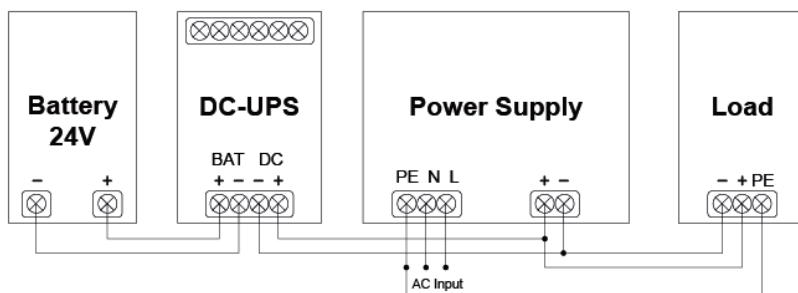 Battery
24V
DC-UPS
Power Supply
Load
BAT DC
PE N L
- +
+ - - +
+ -
- + PE
AC Input